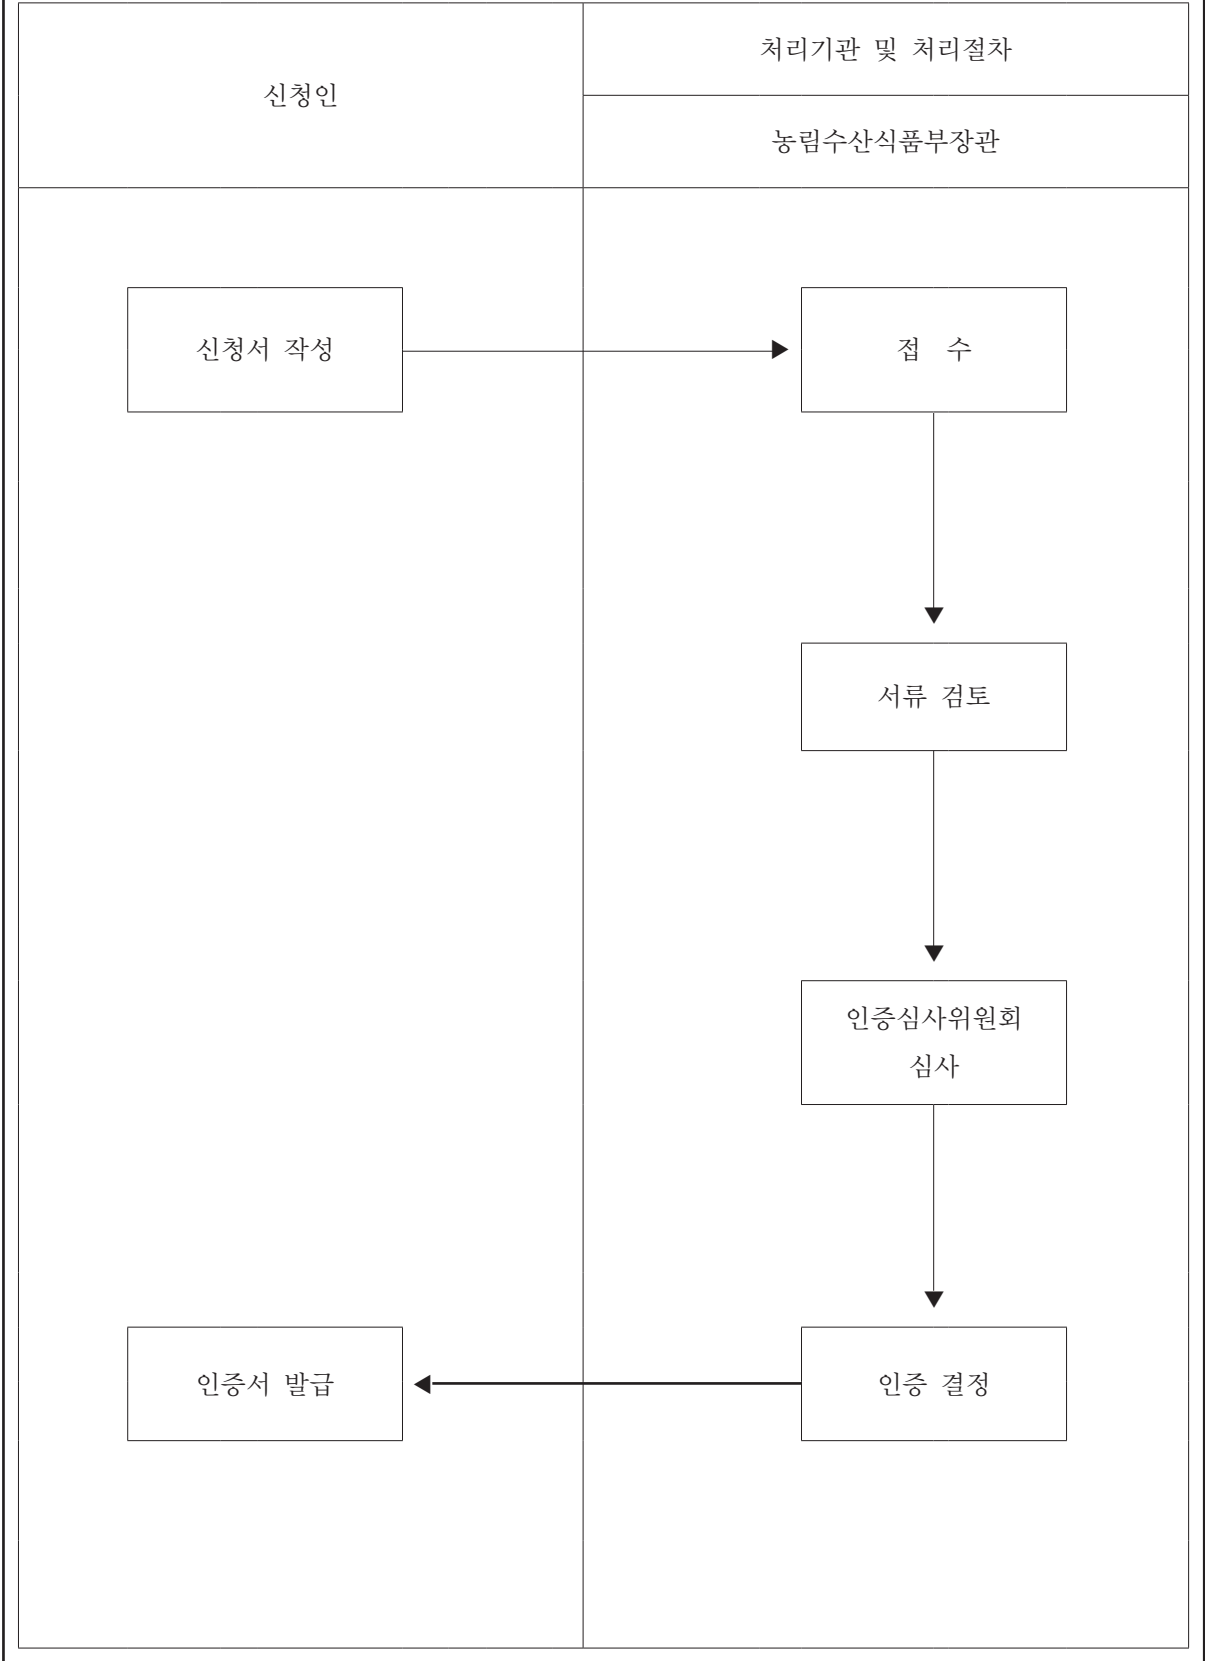 신청인
처리기관 및 처리절차
농림수산식품부장관
신청서 작성
접 수
서류 검토
인증심사위원회
심사
인증서 발급
인증 결정